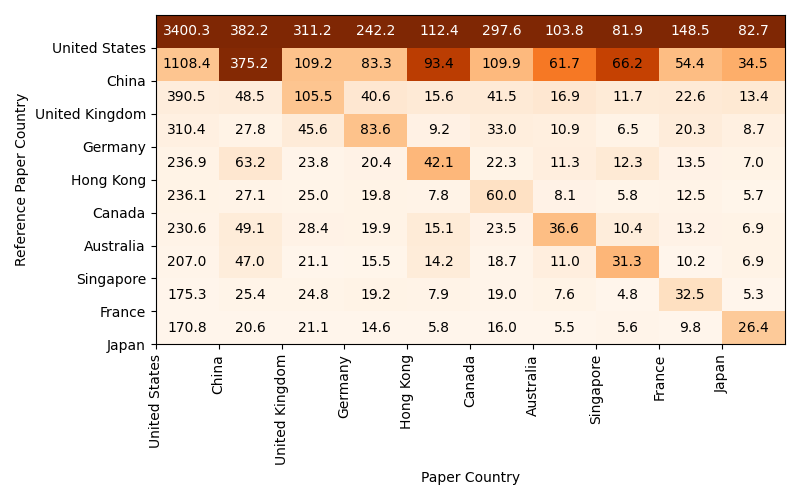 3400.3 382.2 311.2 242.2 112.4 297.6 103.8 81.9 148.5 82.7
United States
1108.4 375.2 109.2 83.3 93.4 109.9 61.7 66.2 54.4 34.5
China
390.5 48.5 105.5 40.6 15.6 41.5 16.9 11.7 22.6 13.4
United Kingdom
310.4 27.8 45.6 83.6 9.2 33.0 10.9 6.5 20.3 8.7
Germany
236.9 63.2 23.8 20.4 42.1 22.3 11.3 12.3 13.5 7.0
Hong Kong
236.1 27.1 25.0 19.8 7.8 60.0 8.1 5.8 12.5 5.7
Canada
230.6 49.1 28.4 19.9 15.1 23.5 36.6 10.4 13.2 6.9
Australia
207.0 47.0 21.1 15.5 14.2 18.7 11.0 31.3 10.2 6.9
Singapore
175.3 25.4 24.8 19.2 7.9 19.0 7.6 4.8 32.5 5.3
France
170.8 20.6 21.1 14.6 5.8 16.0 5.5 5.6 9.8 26.4
Japan
Reference Paper Country
United States
China
United Kingdom
Germany
Hong Kong
Canada
Australia
Singapore
France
Japan
Paper Country